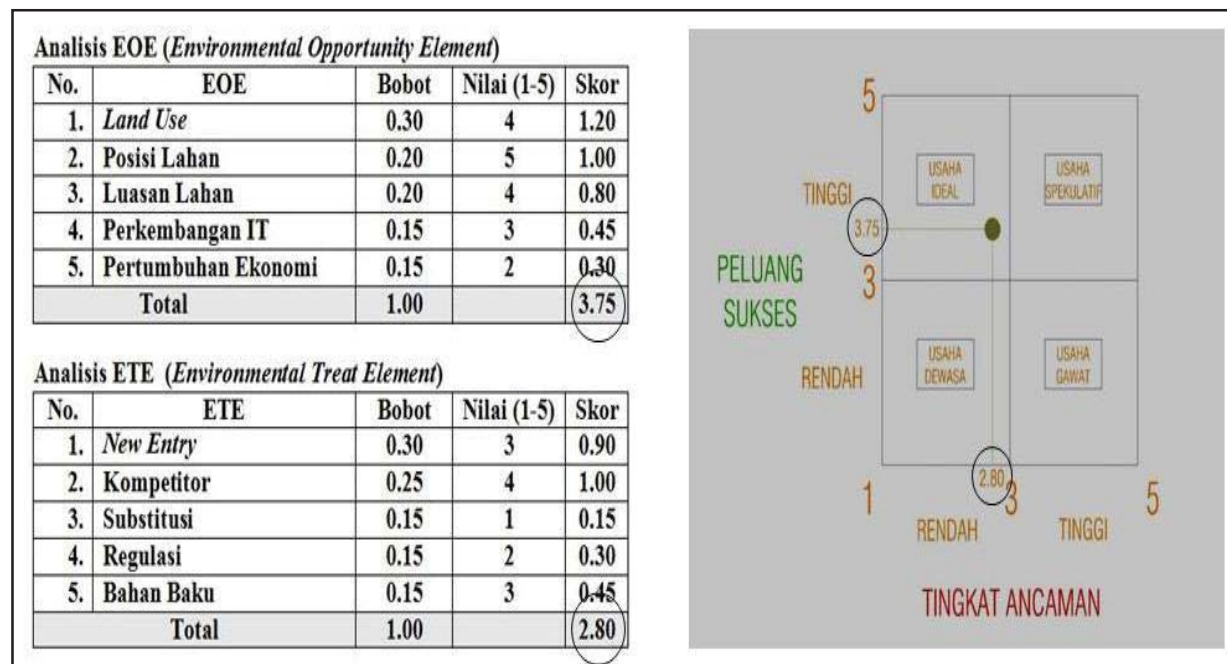 Analisis EOE (Environmental Opportunity Element)
No. EOE Bobot Nilai (1-5) Skor
1. Land Use 0.30 4 1.20
2. Posisi Lahan 0.20 5 1.00
3. Luasan Lahan 0.20 4 0.80
4. Perkembangan IT 0.15 3 0.45
5. Pertumbuhan Ekonomi 0.15 2 0.30
Total 1.00 3.75
Analisis ETE (Environmental Treat Element)
No. ETE Bobot Nilai (1-5) Skor
1. New Entry 0.30 3 0.90
2. Kompetitor 0.25 4 1.00
3. Substitusi 0.15 1 0.15
4. Regulasi 0.15 2 0.30
5. Bahan Baku 0.15 3 0.45
Total 1.00 2.80
5
USAHA
IDEAL
USAHA
SPEKULATIF
TINGGI
3.75
PELUANG
SUKSES
3
RENDAH
USAHA
DEWASA
USAHA
GAWAT
1
2.80
3
5
RENDAH
TINGGI
TINGKAT ANCAMAN